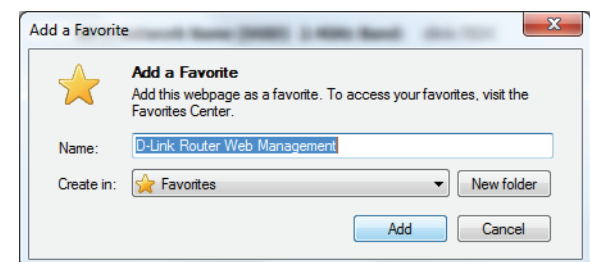 Add a Favorite
Add a Favorite
Add this webpage as a favorite. To access your favorites, visit the
Favorites Center.
Name: D-Link Router Web Management
Create in: Favorites New folder
Add Cancel